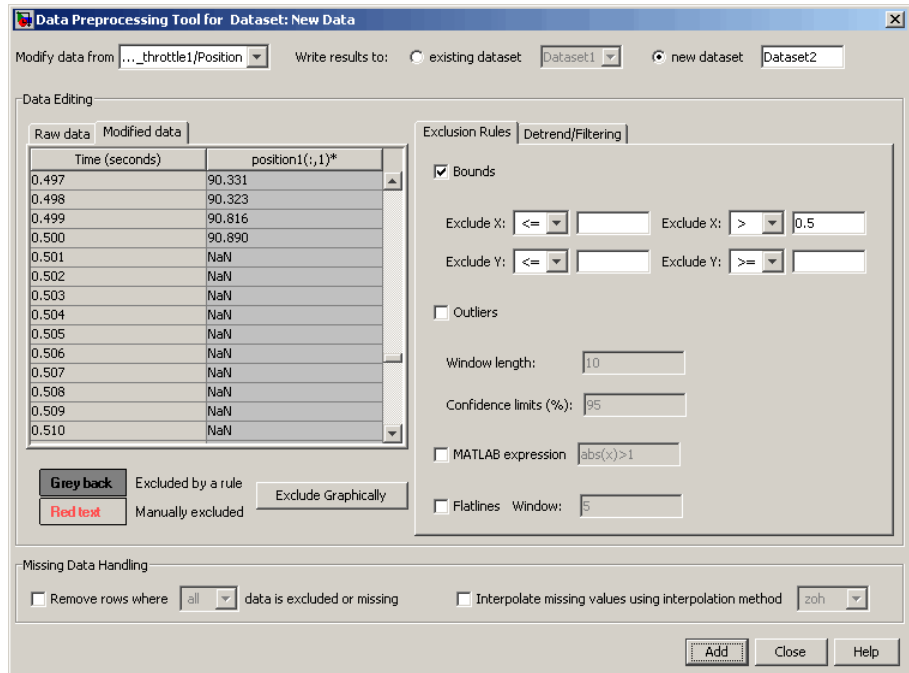 Data Preprocessing Tool for Dataset: New Data
Modify data from ..._throttle1/Position Write results to: existing dataset Dataset1 new dataset Dataset2
Data Editing
Raw data Modified data
Time (seconds) position1(:,1)*
0.497 90.331
0.498 90.323
0.499 90.816
0.500 90.890
0.501 NaN
0.502 NaN
0.503 NaN
0.504 NaN
0.505 NaN
0.506 NaN
0.507 NaN
0.508 NaN
0.509 NaN
0.510 NaN
Grey back Excluded by a rule
Red text Manually excluded
Exclude Graphically
Exclusion Rules Detrend/Filtering
Bounds
Exclude X: <= Exclude X: > 0.5
Exclude Y: <= Exclude Y: >=
Outliers
Window length: 10
Confidence limits (%): 95
MATLAB expression abs(x)>1
Flatlines Window: 5
Missing Data Handling
Remove rows where all data is excluded or missing Interpolate missing values using interpolation method zoh
Add Close Help